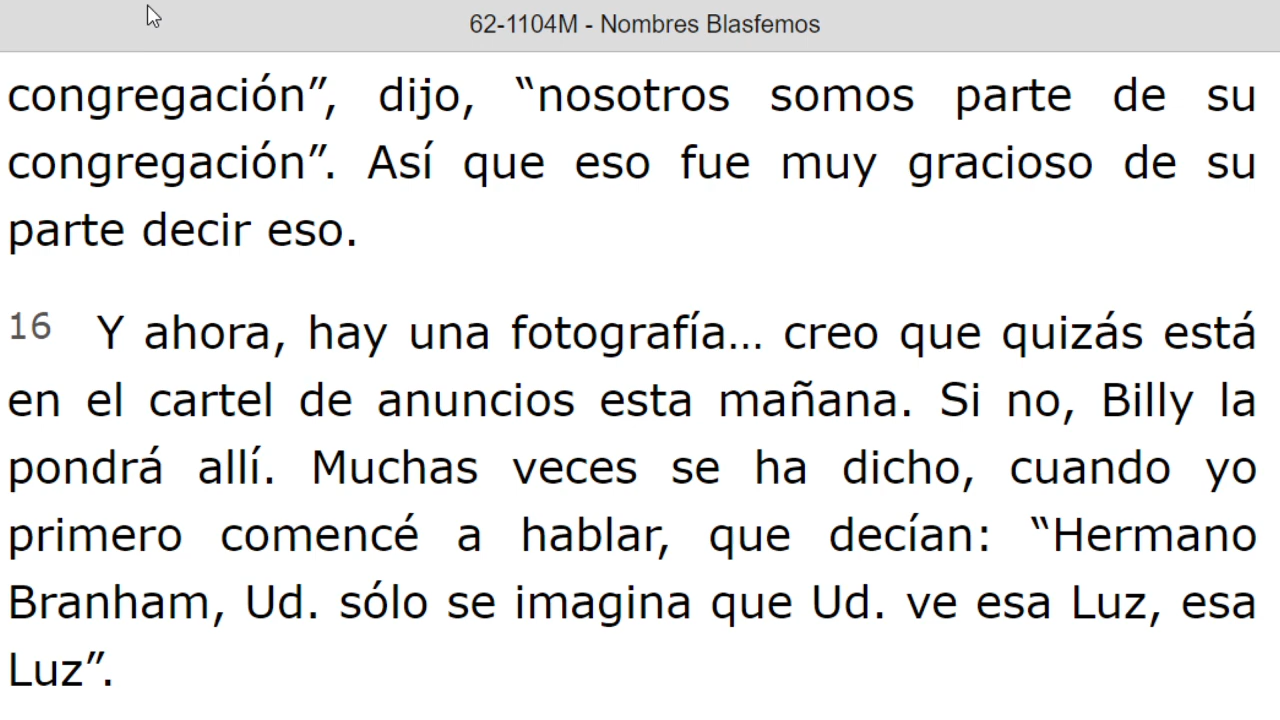 62-1104M - Nombres Blasfemos
congregación”, dijo, “nosotros somos parte de su
congregación”. Así que eso fue muy gracioso de su
parte decir eso.
16 Y ahora, hay una fotografía… creo que quizás está
en el cartel de anuncios esta mañana. Si no, Billy la
pondrá allí. Muchas veces se ha dicho, cuando yo
primero comencé a hablar, que decían: “Hermano
Branham, Ud. sólo se imagina que Ud. ve esa Luz, esa
Luz”.